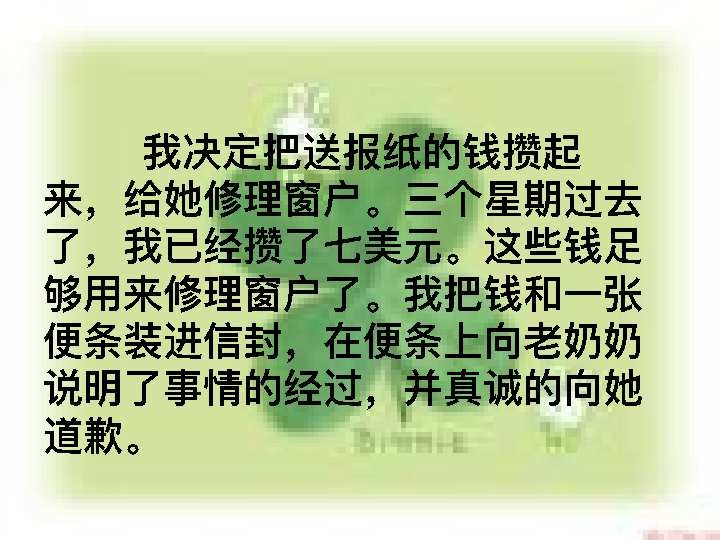 我决定把送报纸的钱攒起
来，给她修理窗户。三个星期过去
了，我已经攒了七美元。这些钱足
够用来修理窗户了。我把钱和一张
便条装进信封，在便条上向老奶奶
说明了事情的经过，并真诚的向她
道歉。